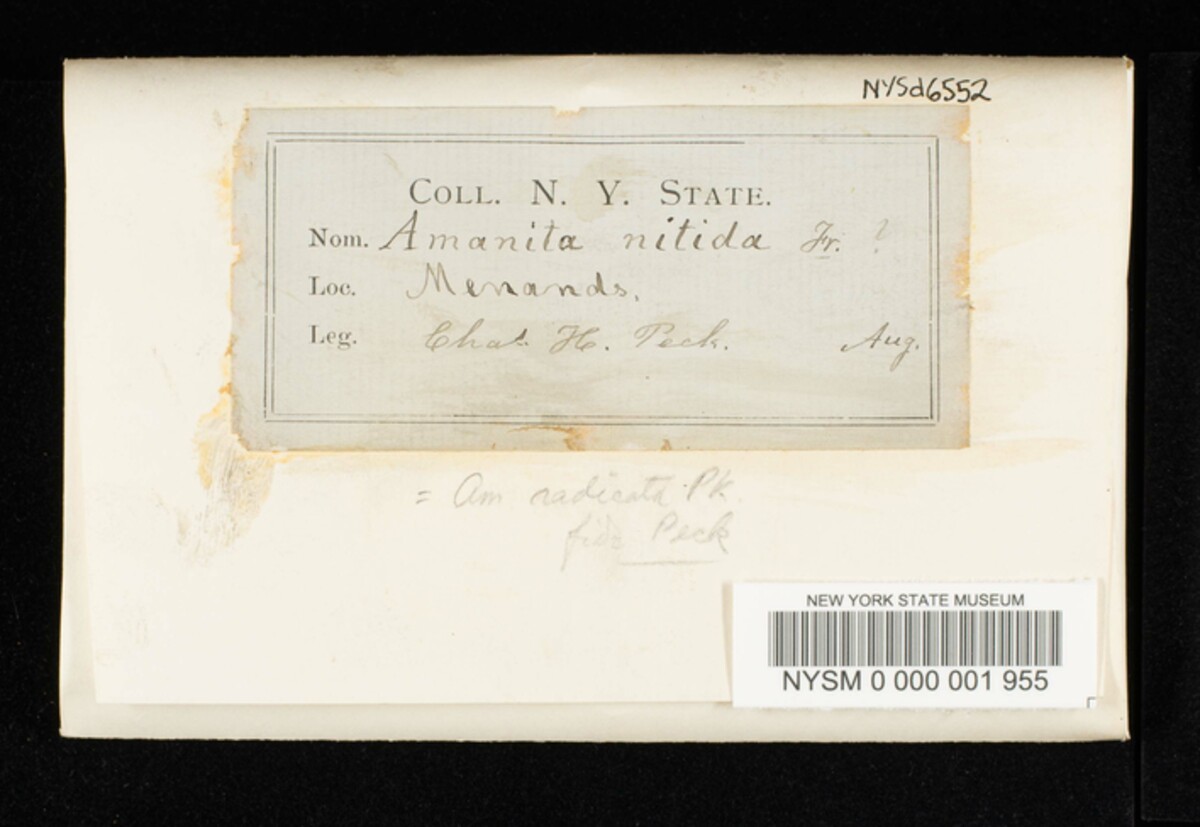 NYSd6552
COLL. N. Y. STATE.
Nom. Amanita nitida Fr. ?
Loc. Menands.
Leg. Chas. H. Peck. Aug.
= Am radicata Pk.
fide Peck
NEW YORK STATE MUSEUM
NYSM 0 000 001 955